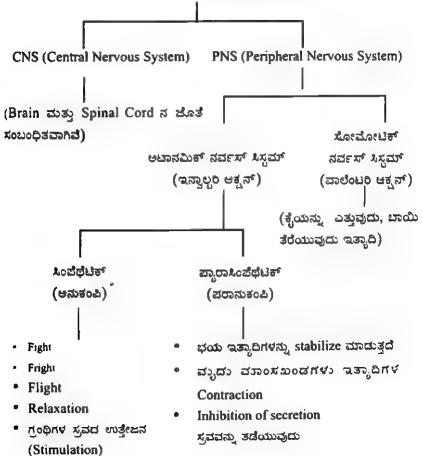 CNS (Central Nervous System) PNS (Peripheral Nervous System)
(Brain ಮತ್ತು Spinal Cord ನ ಜೊತೆ
ಸಂಬಂಧಿತವಾಗಿವೆ)
ಅಟಾನಮಿಕ್ ನರ್ವಸ್ ಸಿಸ್ಟಮ್
(ಇನ್ವಾಲ್ಟರಿ ಆಕ್ಷನ್)
ಸೋಮೋಟಿಕ್
ನರ್ವಸ್ ಸಿಸ್ಟಮ್
(ವಾಲೆಂಟರಿ ಆಕ್ಷನ್)
(ಕೈಯನ್ನು ಎತ್ತುವುದು, ಬಾಯಿ
ತೆರೆಯುವುದು ಇತ್ಯಾದಿ)
ಸಿಂಪೆಥೆಟಿಕ್
(ಅನುಕಂಪಿ)
ಪ್ಯಾರಾಸಿಂಪೆಥೆಟಿಕ್
(ಪರಾನುಕಂಪಿ)
• Fight
• Fright
• Flight
• Relaxation
• ಗ್ರಂಥಿಗಳ ಸ್ರವದ ಉತ್ತೇಜನ
(Stimulation)
• ಭಯ ಇತ್ಯಾದಿಗಳನ್ನು stabilize ಮಾಡುತ್ತದೆ
• ಮೃದು ಮಾಂಸಖಂಡಗಳು ಇತ್ಯಾದಿಗಳ
Contraction
• Inhibition of secretion
ಸ್ರವವನ್ನು ತಡೆಯುವುದು